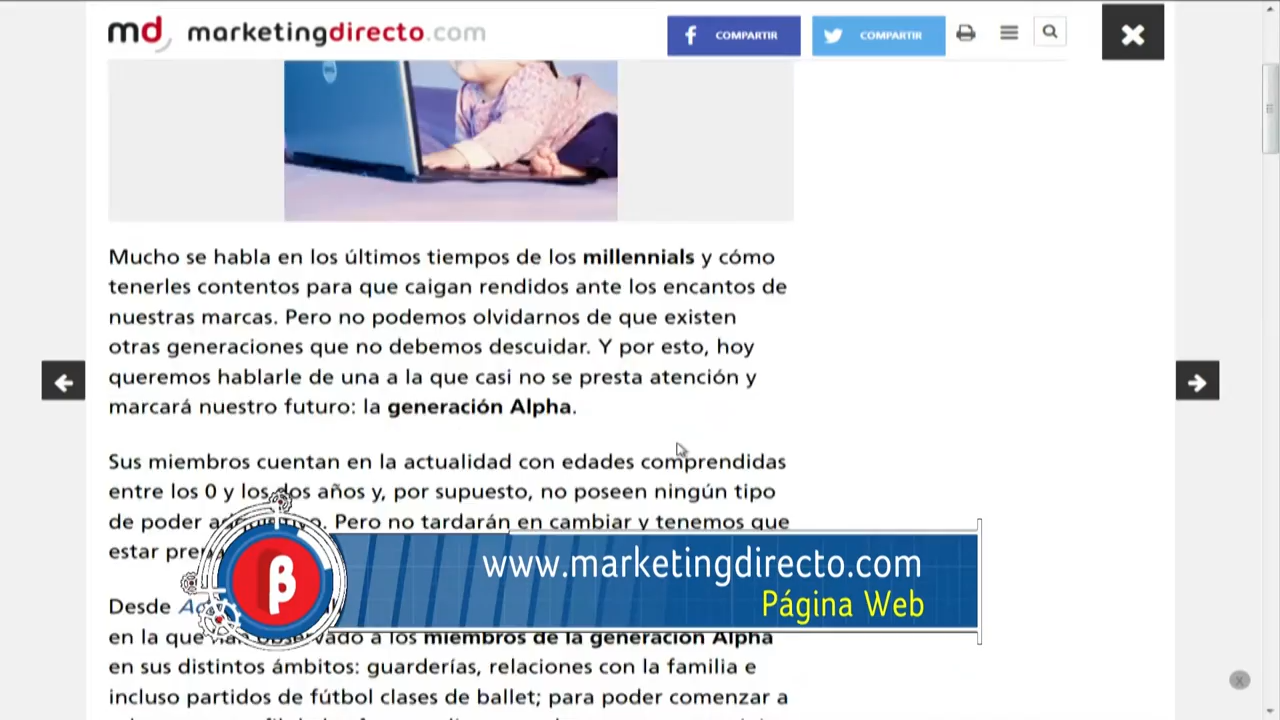 md marketingdirecto.com
COMPARTIR
COMPARTIR
DELL
Mucho se habla en los últimos tiempos de los millennials y cómo
tenerles contentos para que caigan rendidos ante los encantos de
nuestras marcas. Pero no podemos olvidarnos de que existen
otras generaciones que no debemos descuidar. Y por esto, hoy
queremos hablarle de una a la que casi no se presta atención y
marcará nuestro futuro: la generación Alpha.
Sus miembros cuentan en la actualidad con edades comprendidas
entre los 0 y los dos años y, por supuesto, no poseen ningún tipo
de poder adquisitivo. Pero no tardarán en cambiar y tenemos que
estar
β
www.marketingdirecto.com
Página Web
Desde
en la que han observado a los miembros de la generación Alpha
en sus distintos ámbitos: guarderías, relaciones con la familia e
incluso partidos de fútbol clases de ballet; para poder comenzar a